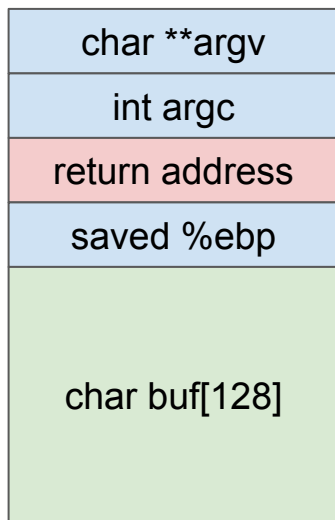 char **argv
int argc
return address
saved %ebp
char buf[128]